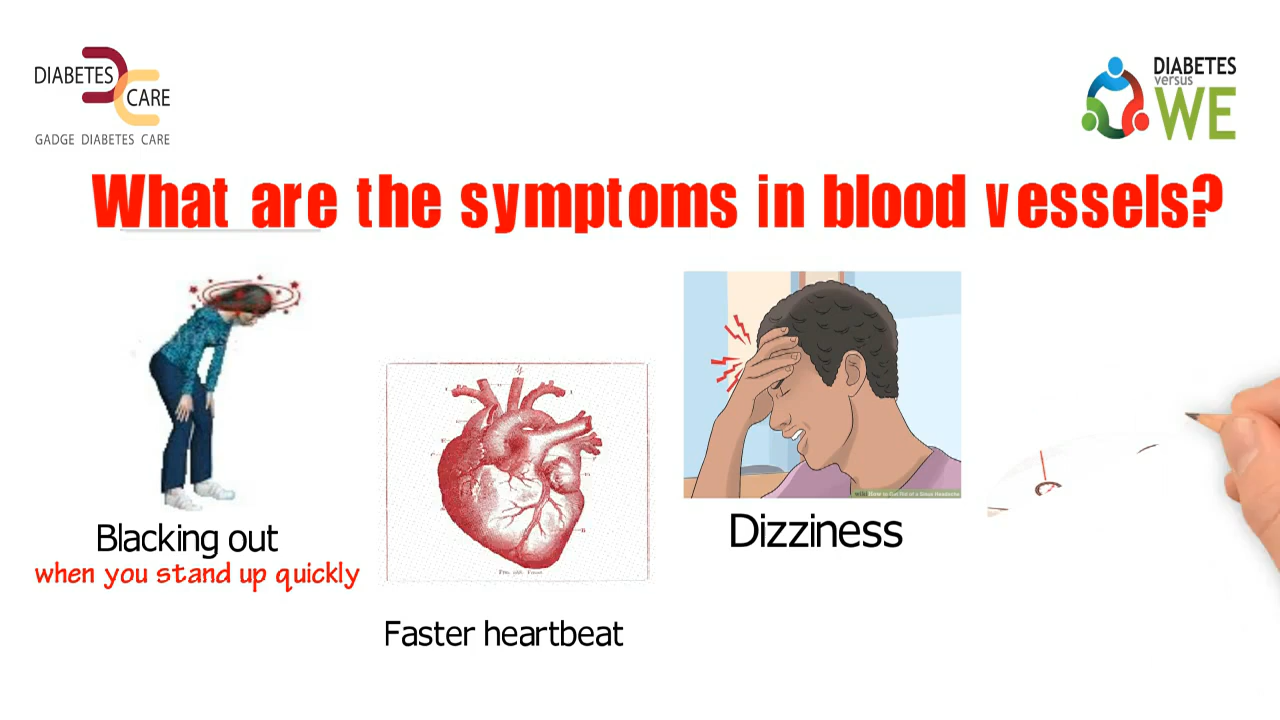 DIABETES
CARE
GADGE DIABETES CARE
DIABETES
versus
WE
What are the symptoms in blood vessels?
Blacking out
when you stand up quickly
Faster heartbeat
Dizziness